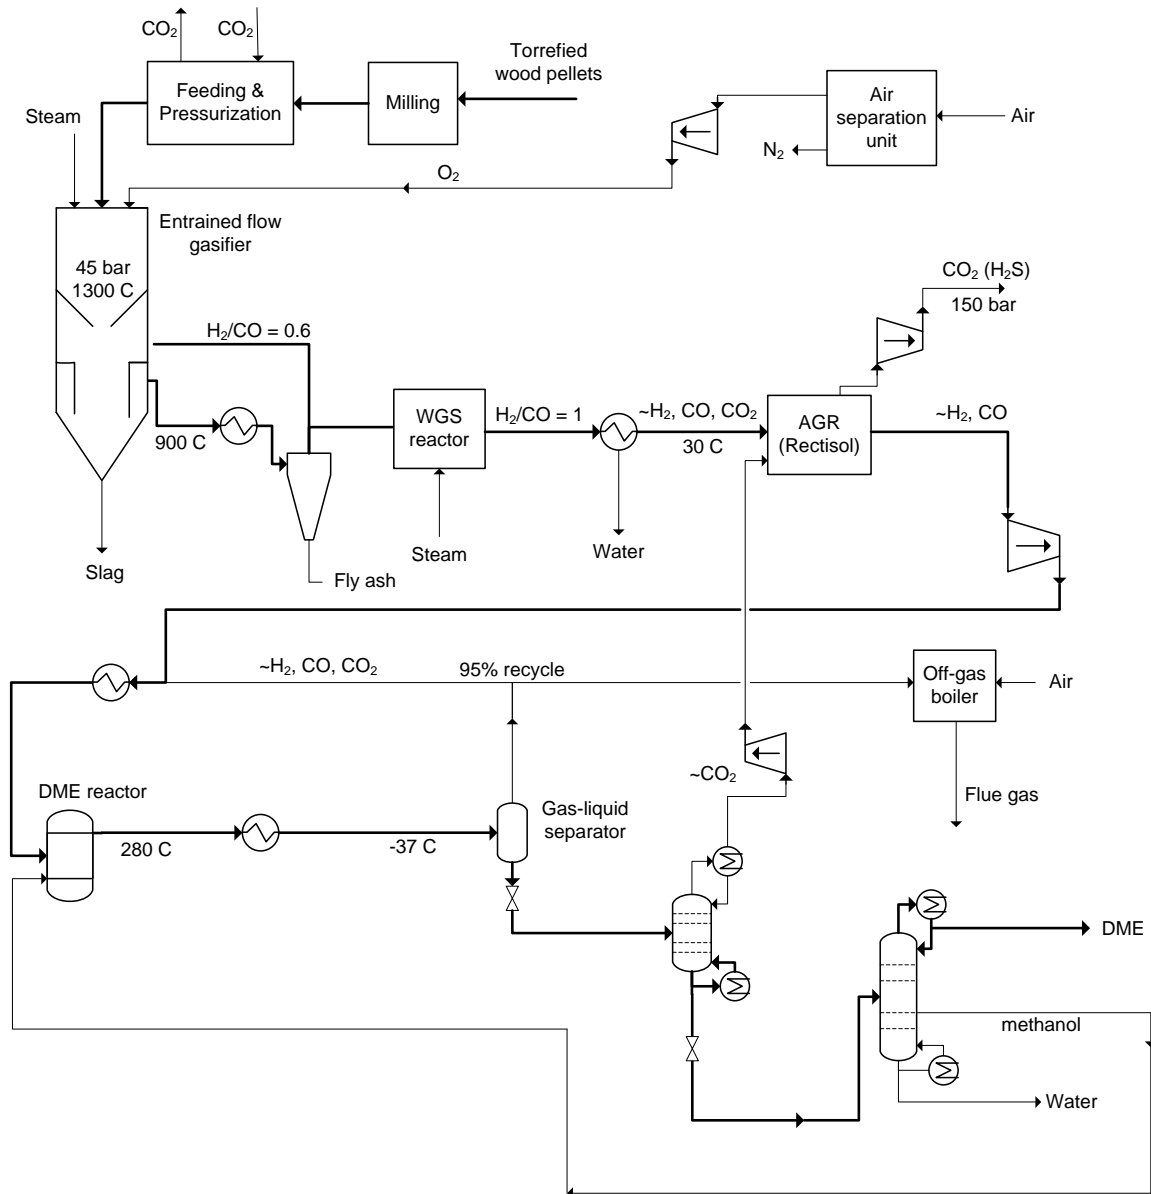 CO₂
CO₂
Torrefied
wood pellets
Feeding &
Pressurization
Milling
Air
separation
unit
Air
Steam
N₂
O₂
Entrained flow
gasifier
45 bar
1300 C
CO₂ (H₂S)
150 bar
H₂/CO = 0.6
WGS
reactor
H₂/CO = 1
~H₂, CO, CO₂
30 C
AGR
(Rectisol)
~H₂, CO
900 C
Steam
Water
Slag
Fly ash
~H₂, CO, CO₂
95% recycle
Off-gas
boiler
Air
~CO₂
Flue gas
DME reactor
Gas-liquid
separator
280 C
-37 C
DME
methanol
Water